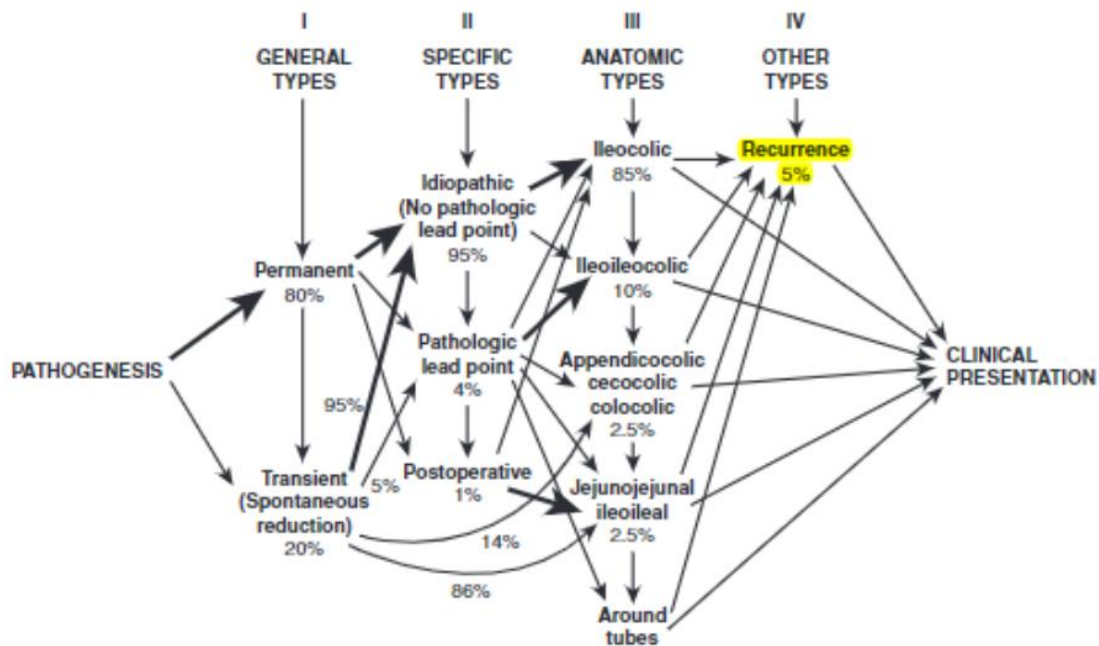 I
II
III
IV
GENERAL
TYPES
SPECIFIC
TYPES
ANATOMIC
TYPES
OTHER
TYPES
PATHOGENESIS
Permanent
80%
Transient
(Spontaneous
reduction)
20%
95%
5%
14%
86%
Idiopathic
(No pathologic
lead point)
95%
Pathologic
lead point
4%
Postoperative
1%
Ileocolic
85%
Ileoileocolic
10%
Appendicocolic
cecocolic
colocolic
2.5%
Jejunojejunal
ileoileal
2.5%
Around
tubes
Recurrence
5%
CLINICAL
PRESENTATION